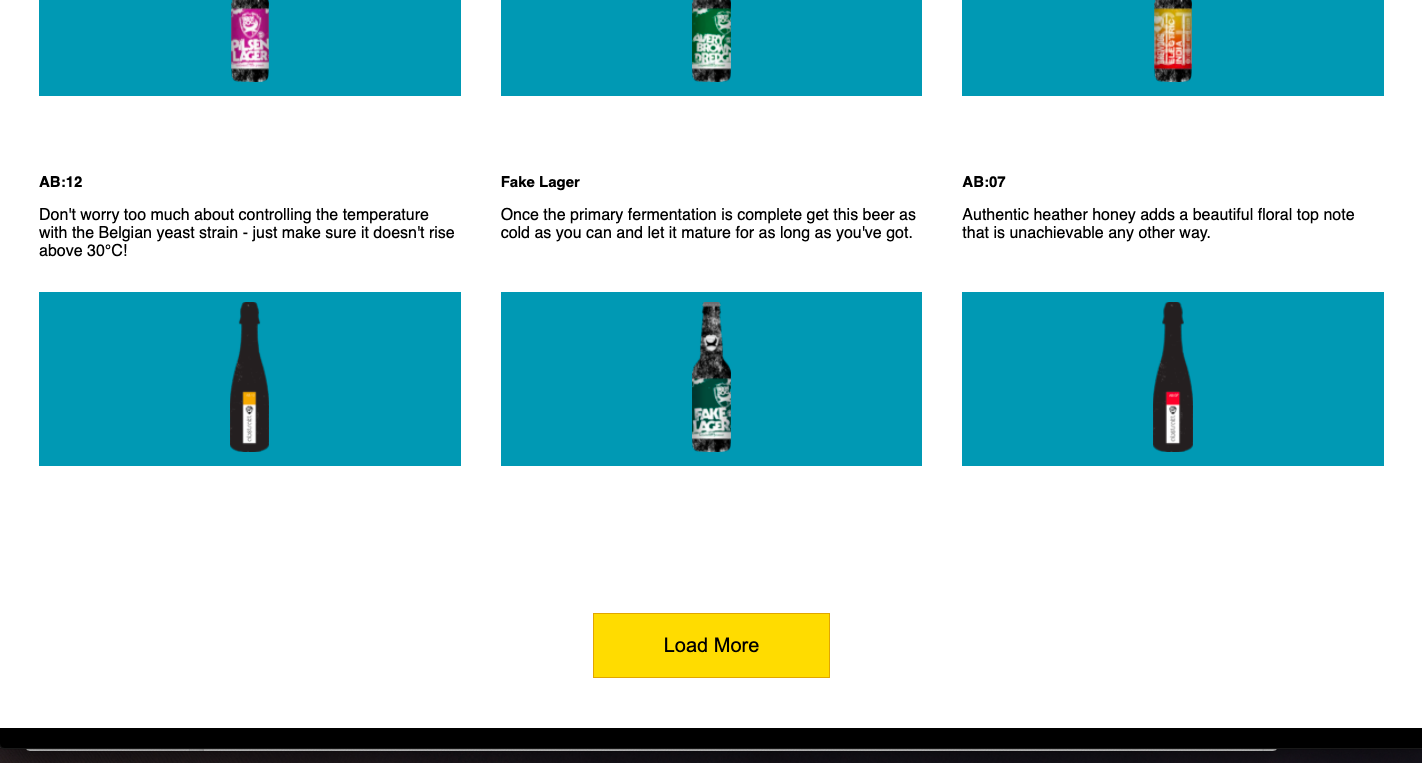 PILSEN
LAGER
AVERY
BROWN
DREDGE
ELECTRIC
INDIA
AB:12
Fake Lager
AB:07
Don't worry too much about controlling the temperature
with the Belgian yeast strain - just make sure it doesn't rise
above 30°C!
Once the primary fermentation is complete get this beer as
cold as you can and let it mature for as long as you've got.
Authentic heather honey adds a beautiful floral top note
that is unachievable any other way.
FAKE
LAGER
Load More